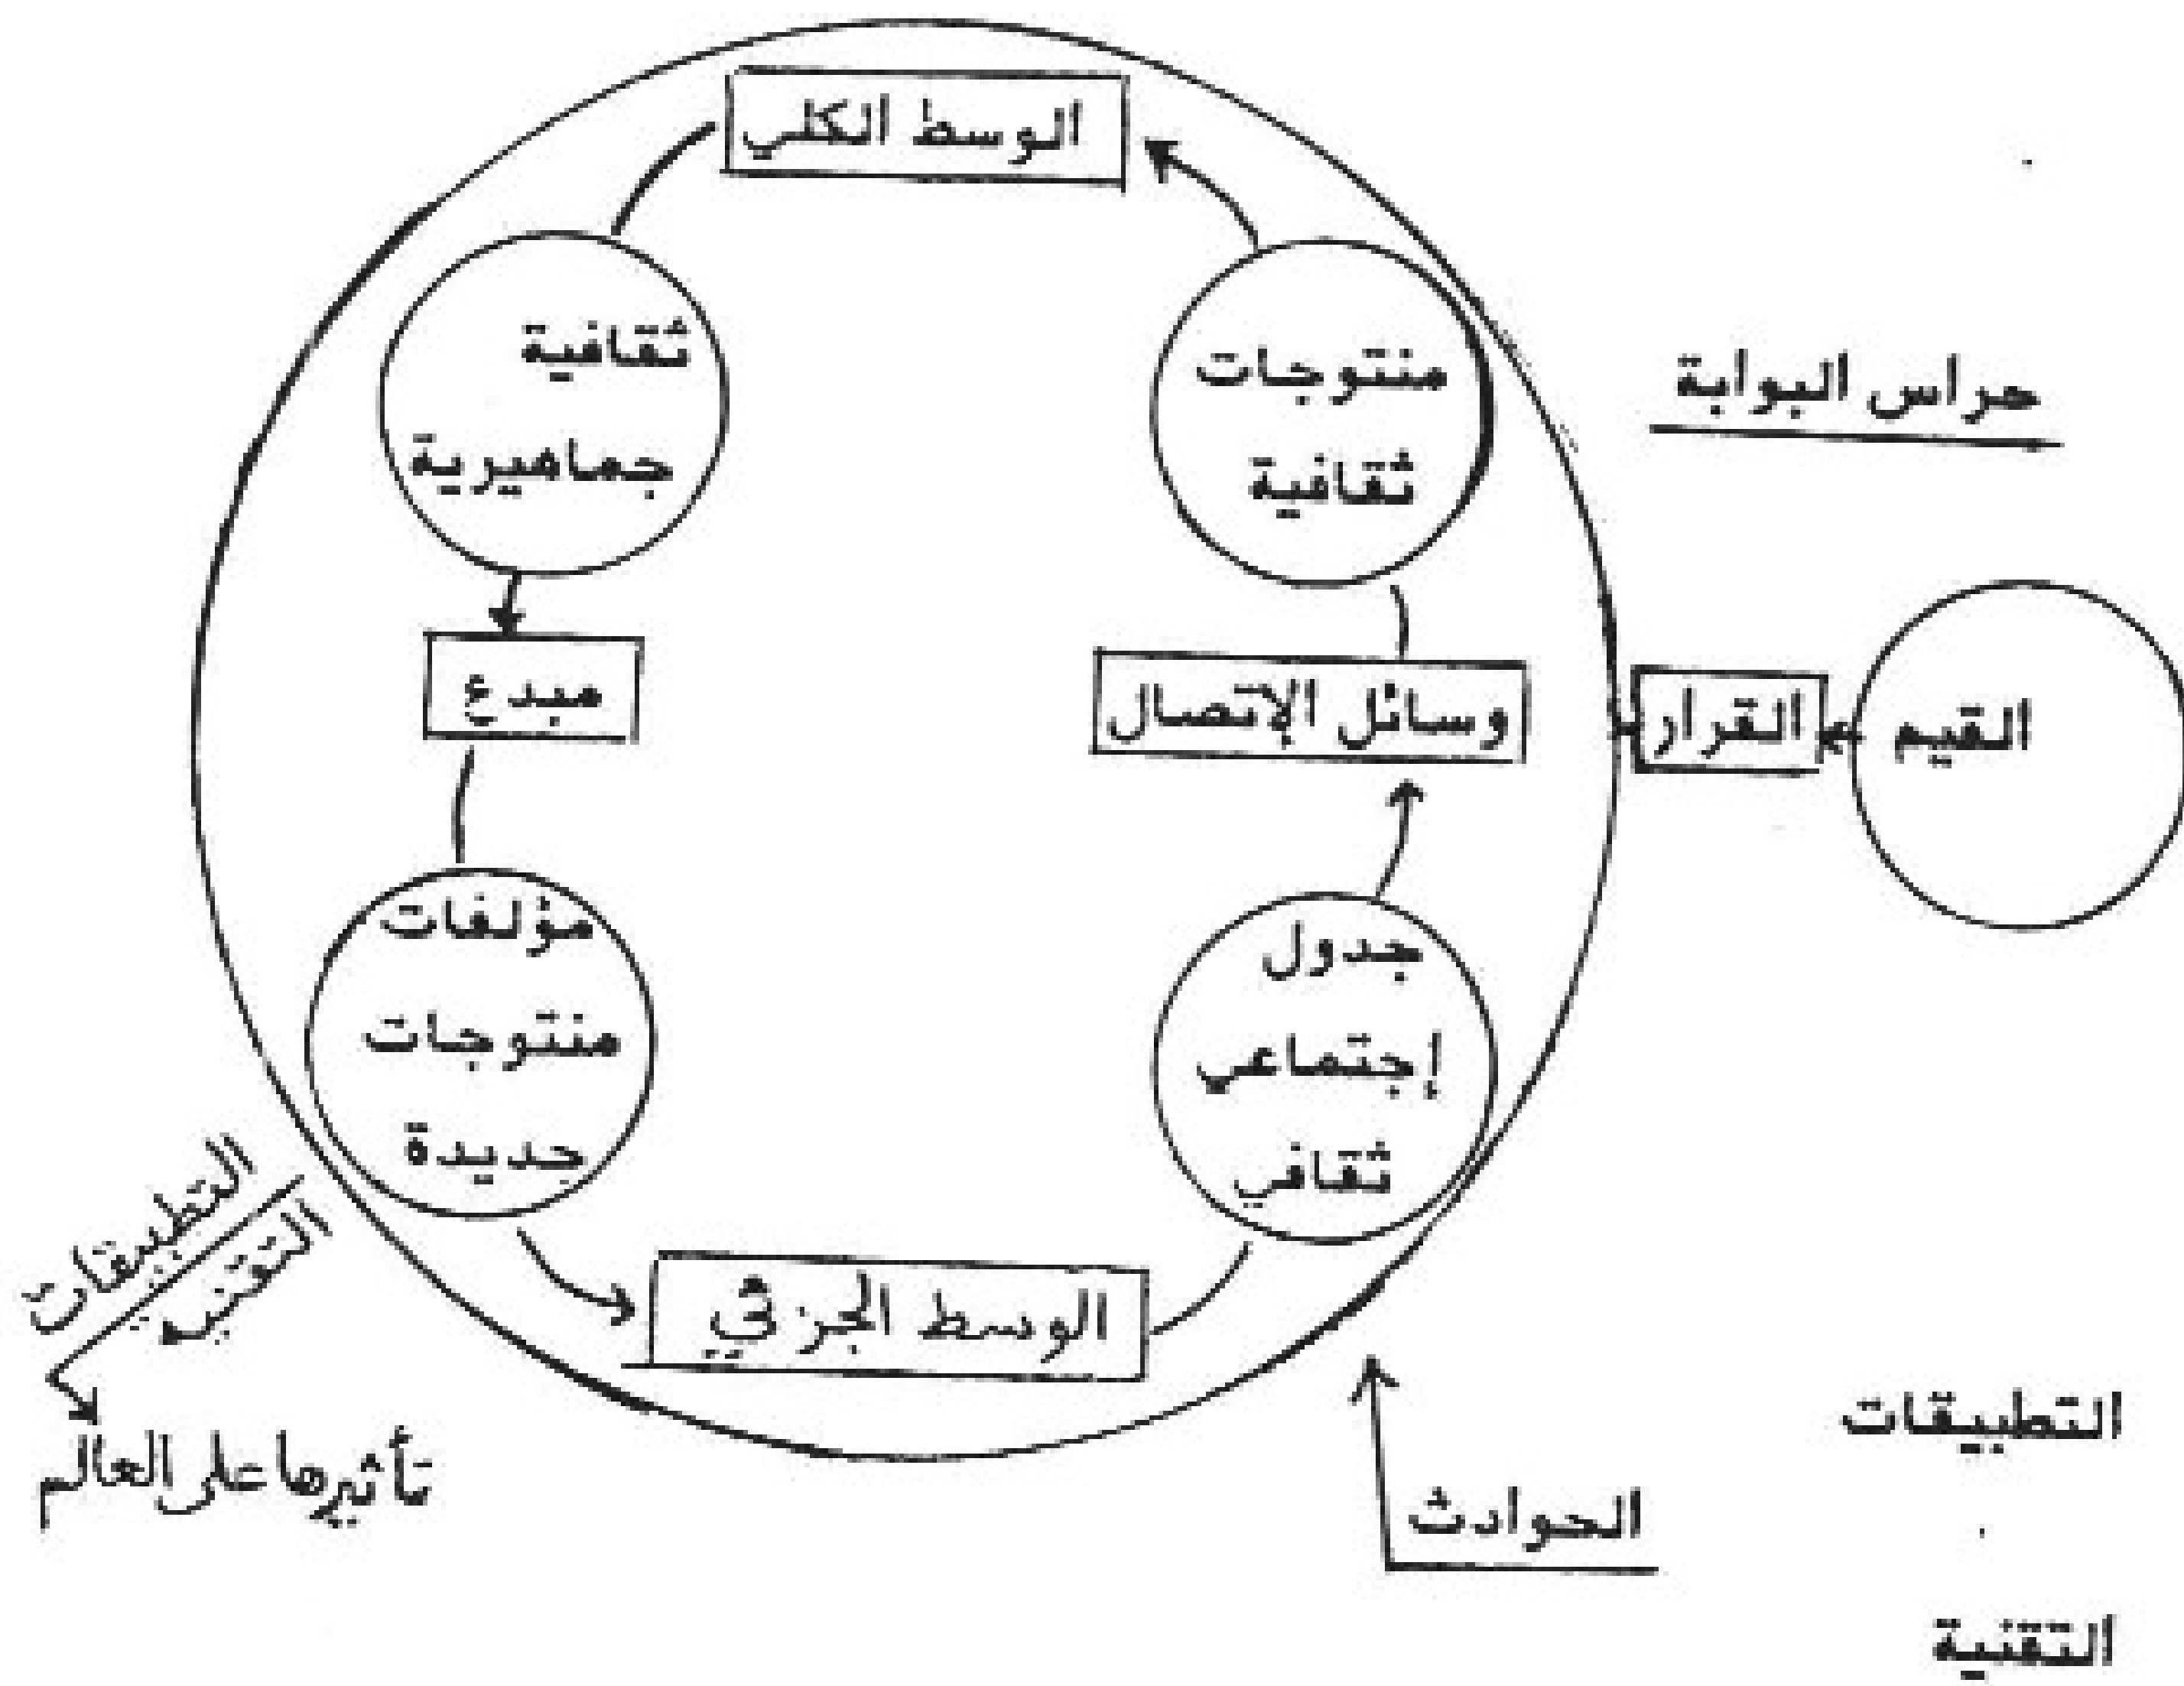 الوسط الكلي
منتوجات
ثقافية
ثقافية
جماهيرية
حراس البوابة
القيم
القرار
وسائل الإتصال
مبدع
جدول
إجتماعي
ثقافي
مؤلفات
منتوجات
جديدة
الوسط الجزئي
التطبيقات
التقنية
تأثيرها على العالم
الحوادث
التطبيقات
التقنية